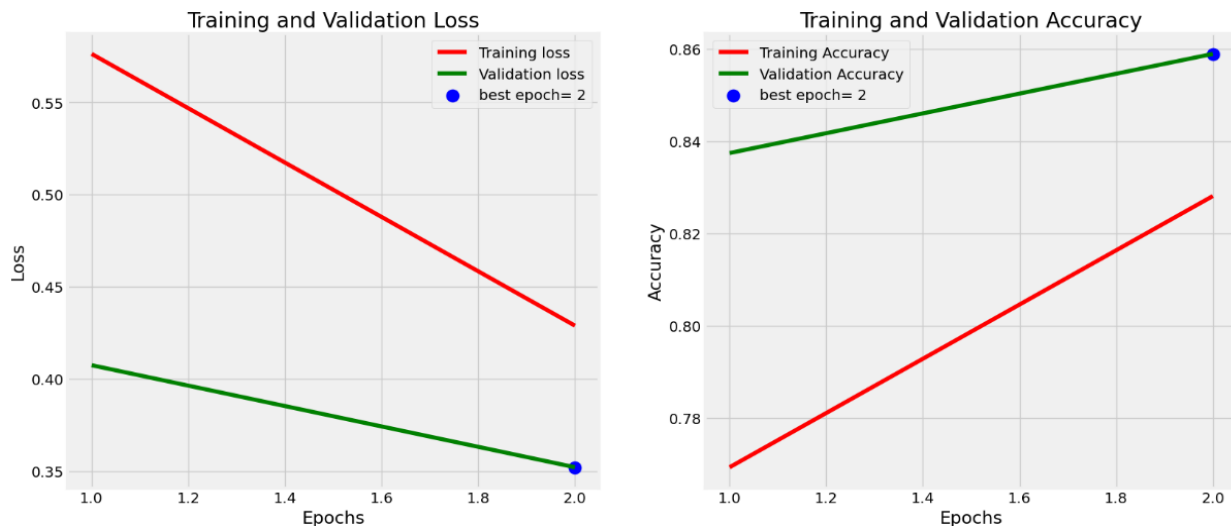 Training and Validation Loss
Training loss
Validation loss
best epoch= 2
0.55
0.50
0.45
0.40
0.35
Loss
1.0 1.2 1.4 1.6 1.8 2.0
Epochs
Training and Validation Accuracy
Training Accuracy
Validation Accuracy
best epoch= 2
0.86
0.84
0.82
0.80
0.78
Accuracy
1.0 1.2 1.4 1.6 1.8 2.0
Epochs